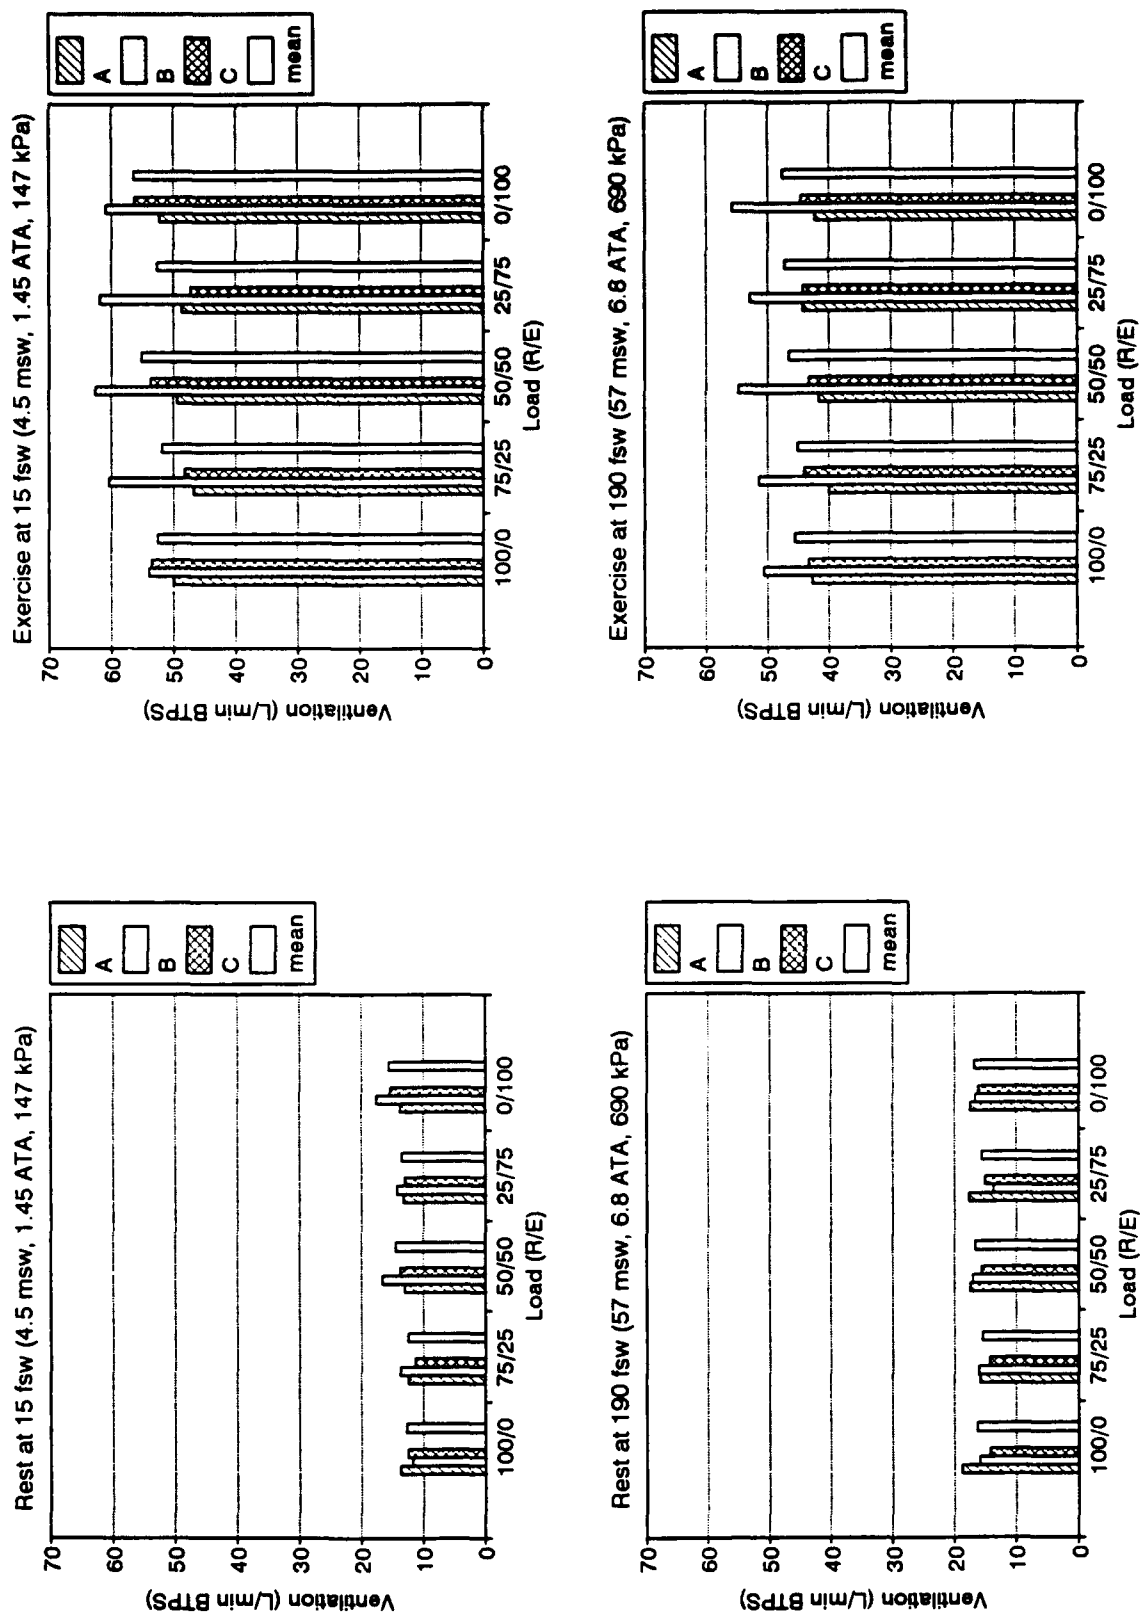 Rest at 15 fsw (4.5 msw, 1.45 ATA, 147 kPa)
Ventilation (L/min BTPS)
70
60
50
40
30
20
10
0
100/0
75/25
50/50
25/75
0/100
Load (R/E)
A
B
C
mean
Exercise at 15 fsw (4.5 msw, 1.45 ATA, 147 kPa)
Ventilation (L/min BTPS)
70
60
50
40
30
20
10
0
100/0
75/25
50/50
25/75
0/100
Load (R/E)
A
B
C
mean
Rest at 190 fsw (57 msw, 6.8 ATA, 690 kPa)
Ventilation (L/min BTPS)
70
60
50
40
30
20
10
0
100/0
75/25
50/50
25/75
0/100
Load (R/E)
A
B
C
mean
Exercise at 190 fsw (57 msw, 6.8 ATA, 690 kPa)
Ventilation (L/min BTPS)
70
60
50
40
30
20
10
0
100/0
75/25
50/50
25/75
0/100
Load (R/E)
A
B
C
mean